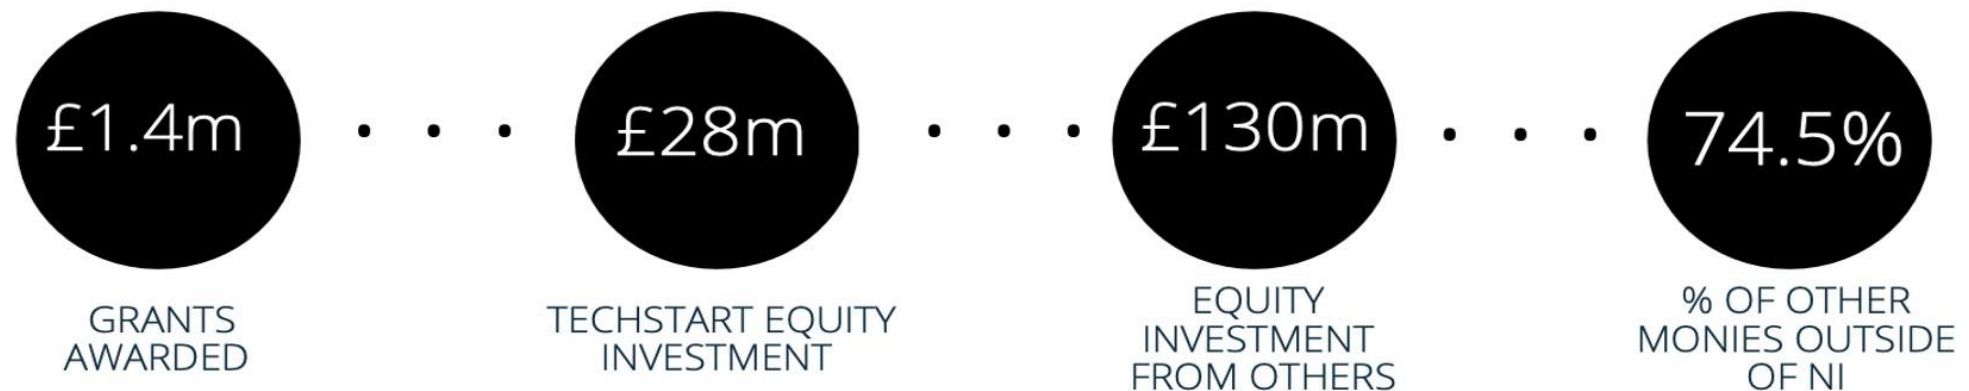 £1.4m
GRANTS
AWARDED
£28m
TECHSTART EQUITY
INVESTMENT
£130m
EQUITY
INVESTMENT
FROM OTHERS
74.5%
% OF OTHER
MONIES OUTSIDE
OF NI